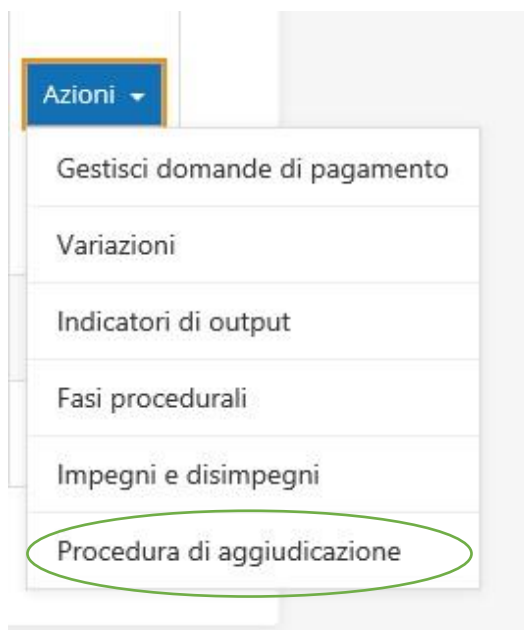 Azioni
Gestisci domande di pagamento
Variazioni
Indicatori di output
Fasi procedurali
Impegni e disimpegni
Procedura di aggiudicazione